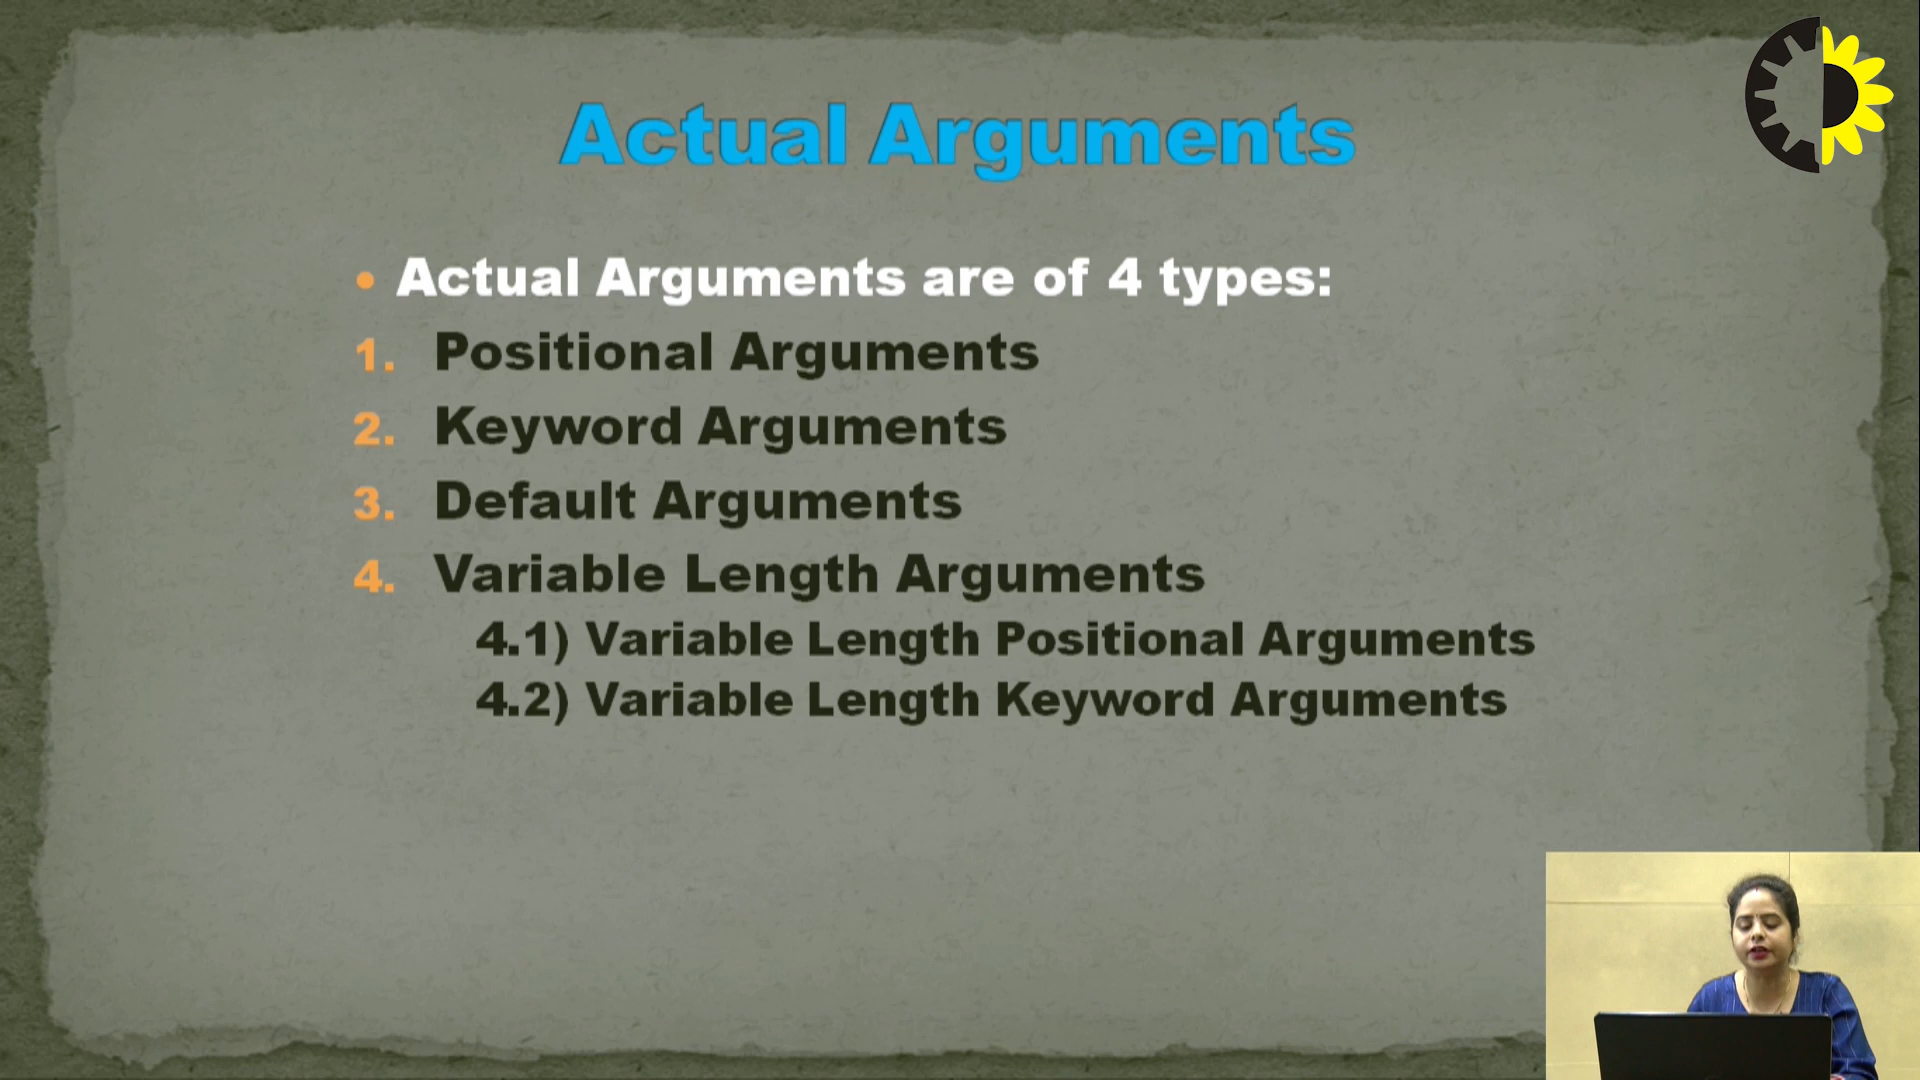 Actual Arguments
• Actual Arguments are of 4 types:
1. Positional Arguments
2. Keyword Arguments
3. Default Arguments
4. Variable Length Arguments
4.1) Variable Length Positional Arguments
4.2) Variable Length Keyword Arguments